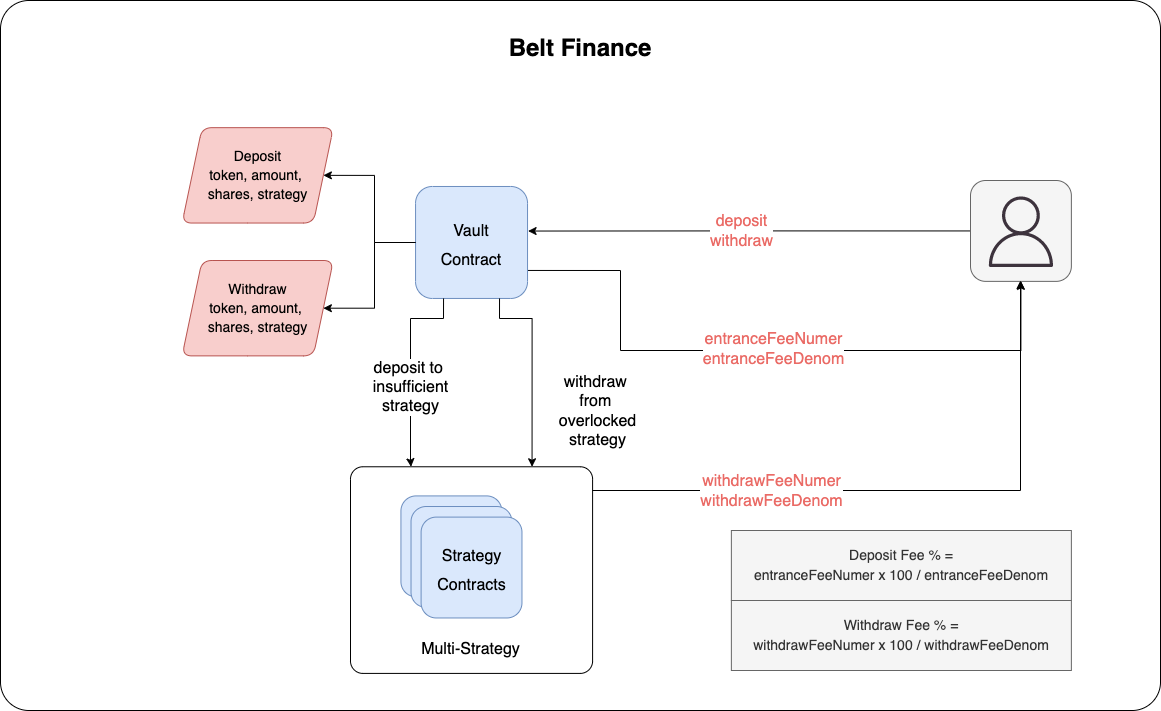 Belt Finance
Deposit
token, amount,
shares, strategy
Withdraw
token, amount,
shares, strategy
Vault
Contract
deposit
withdraw
entranceFeeNumer
entranceFeeDenom
deposit to
insufficient
strategy
withdraw
from
overlocked
strategy
withdrawFeeNumer
withdrawFeeDenom
Strategy
Contracts
Multi-Strategy
Deposit Fee % =
entranceFeeNumer x 100 / entranceFeeDenom
Withdraw Fee % =
withdrawFeeNumer x 100 / withdrawFeeDenom